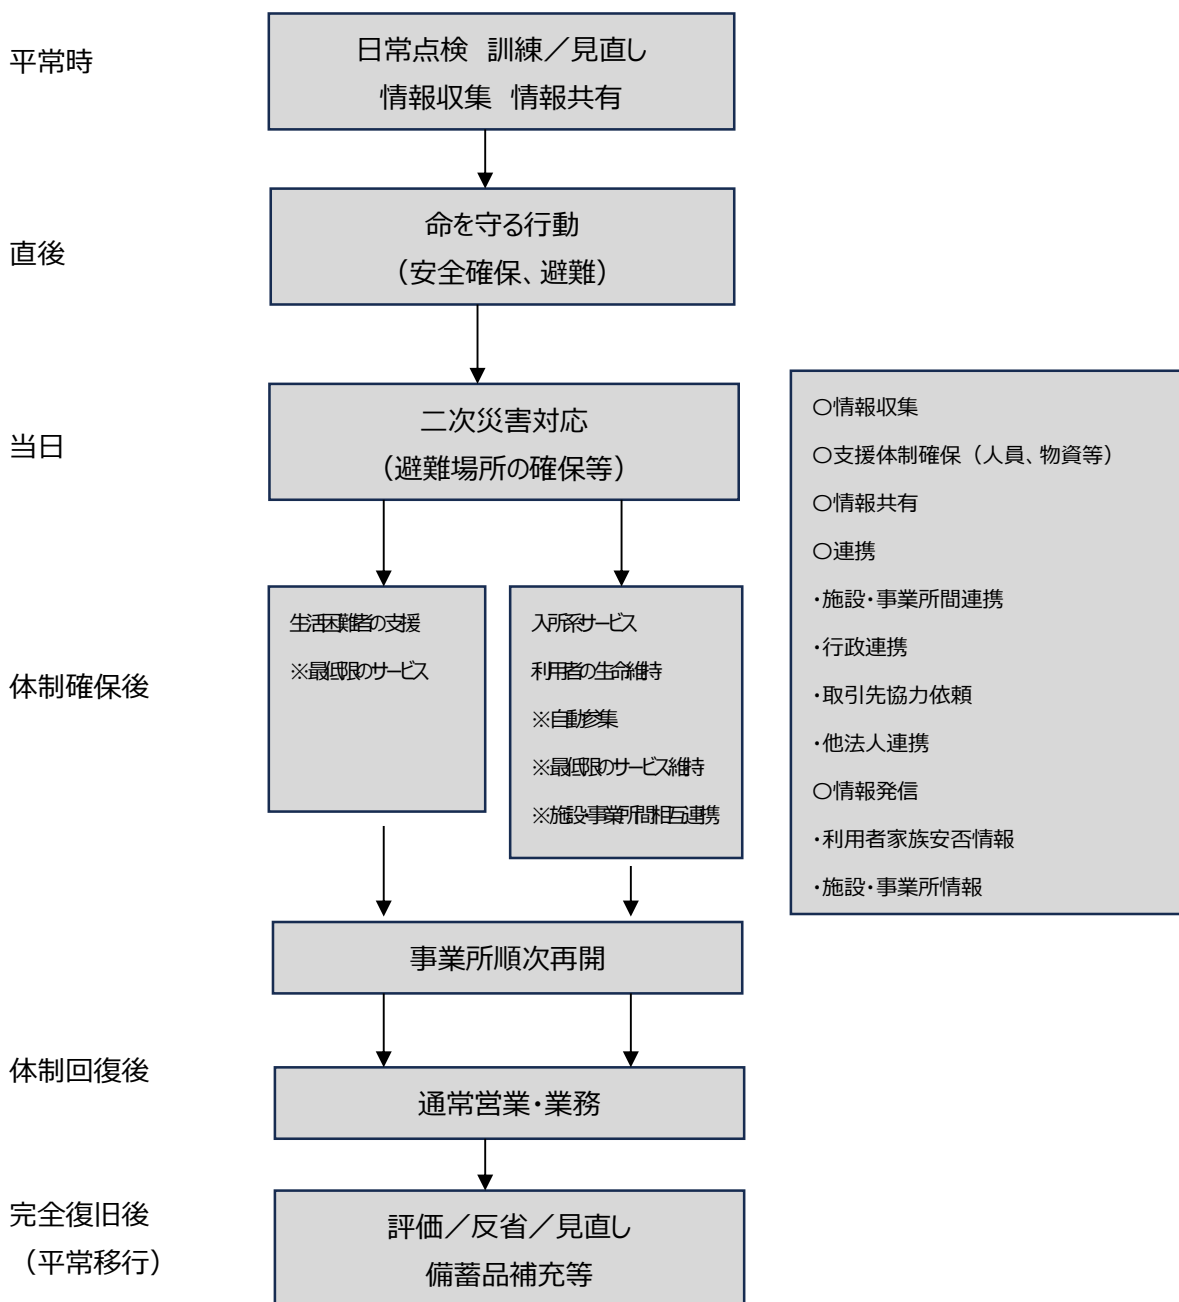 平常時
日常点検 訓練／見直し
情報収集 情報共有
直後
命を守る行動
（安全確保、避難）
当日
二次災害対応
（避難場所の確保等）
体制確保後
生活困難者の支援
※最低限のサービス
入所系サービス
利用者の生命維持
※自動参集
※最低限のサービス維持
※施設・事業所間相互連携
〇情報収集
〇支援体制確保（人員、物資等）
〇情報共有
〇連携
・施設・事業所間連携
・行政連携
・取引先協力依頼
・他法人連携
〇情報発信
・利用者家族安否情報
・施設・事業所情報
事業所順次再開
体制回復後
通常営業・業務
完全復旧後
（平常移行）
評価／反省／見直し
備蓄品補充等